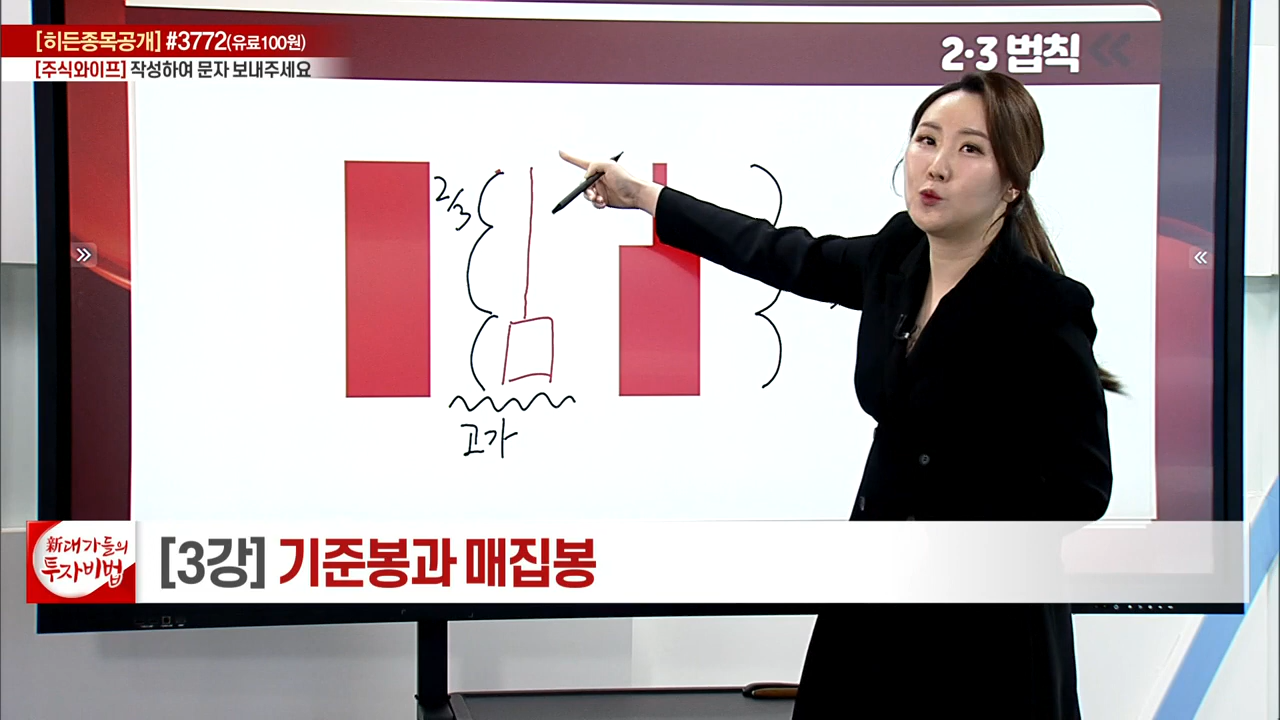 [히든종목공개] #3772(유료100원)
[주식와이프] 작성하여 문자 보내주세요
2·3 법칙
2/3
고가
新대가들의
투자비법
[3강] 기준봉과 매집봉